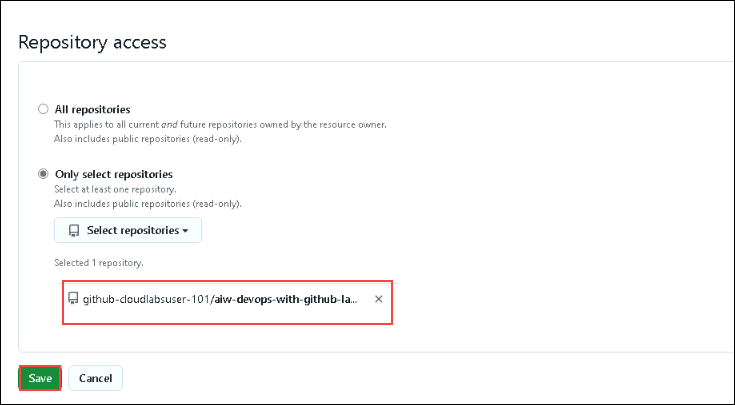 Repository access
All repositories
This applies to all current and future repositories owned by the resource owner.
Also includes public repositories (read-only).
Only select repositories
Select at least one repository.
Also includes public repositories (read-only).
Select repositories
Selected 1 repository.
github-cloudlabsuser-101/aiw-devops-with-github-la...
Save Cancel